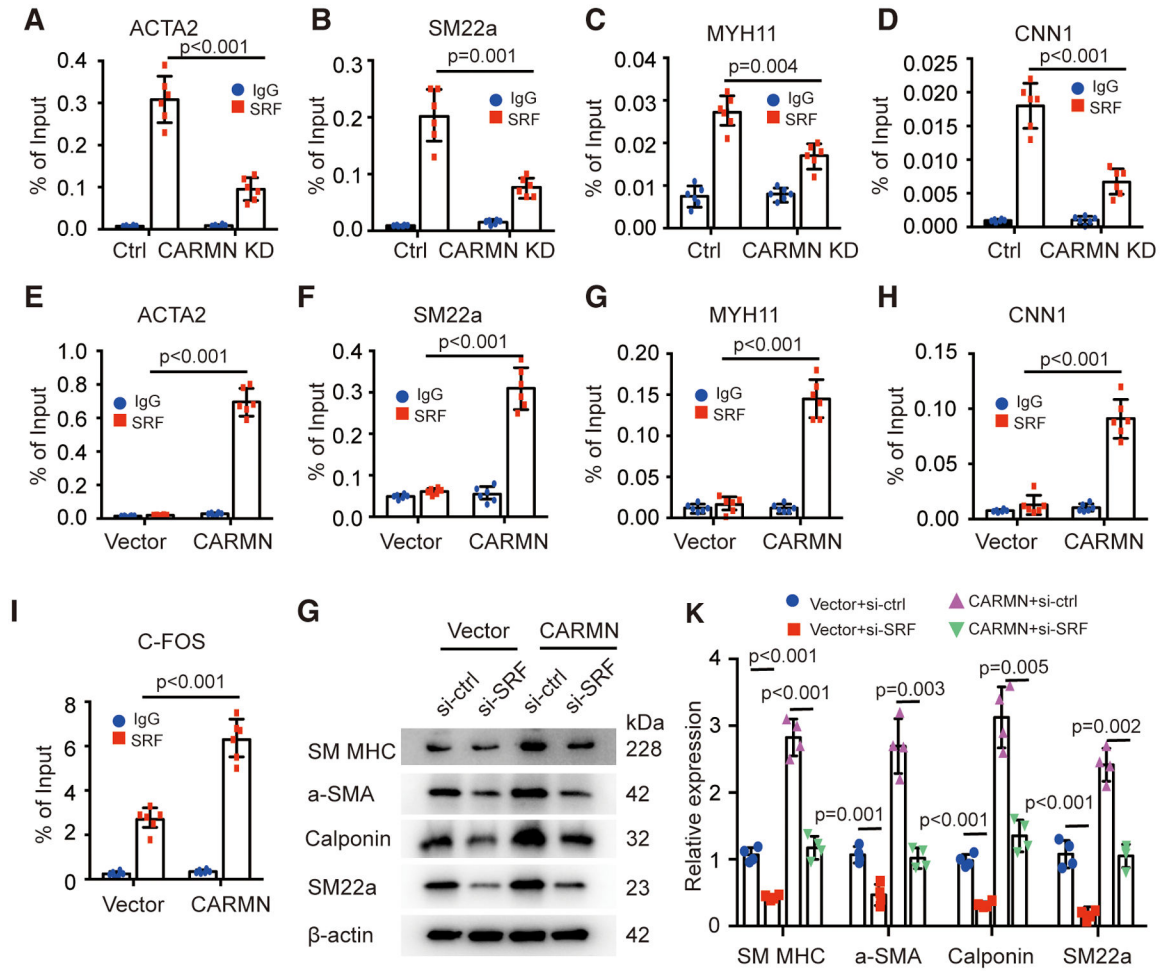 A
ACTA2
p<0.001
% of Input
0.4
0.3
0.2
0.1
0.0
IgG
SRF
Ctrl
CARMN KD
B
SM22a
p=0.001
% of Input
0.3
0.2
0.1
0.0
IgG
SRF
Ctrl
CARMN KD
C
MYH11
p=0.004
% of Input
0.04
0.03
0.02
0.01
0.00
IgG
SRF
Ctrl
CARMN KD
D
CNN1
p<0.001
% of Input
0.025
0.020
0.015
0.010
0.005
0.000
IgG
SRF
Ctrl
CARMN KD
E
ACTA2
p<0.001
% of Input
1.0
0.8
0.6
0.4
0.2
0.0
IgG
SRF
Vector
CARMN
F
SM22a
p<0.001
% of Input
0.4
0.3
0.2
0.1
0.0
IgG
SRF
Vector
CARMN
G
MYH11
p<0.001
% of Input
0.20
0.15
0.10
0.05
0.00
IgG
SRF
Vector
CARMN
H
CNN1
p<0.001
% of Input
0.15
0.10
0.05
0.00
IgG
SRF
Vector
CARMN
I
C-FOS
p<0.001
% of Input
8
6
4
2
0
IgG
SRF
Vector
CARMN
G
Vector
CARMN
si-ctrl
si-SRF
si-ctrl
si-SRF
kDa
SM MHC
228
a-SMA
42
Calponin
32
SM22a
23
β-actin
42
K
Vector+si-ctrl
CARMN+si-ctrl
Vector+si-SRF
CARMN+si-SRF
Relative expression
4
3
2
1
0
p<0.001
p<0.001
p=0.001
p=0.003
p<0.001
p=0.005
p<0.001
p=0.002
SM MHC
a-SMA
Calponin
SM22a